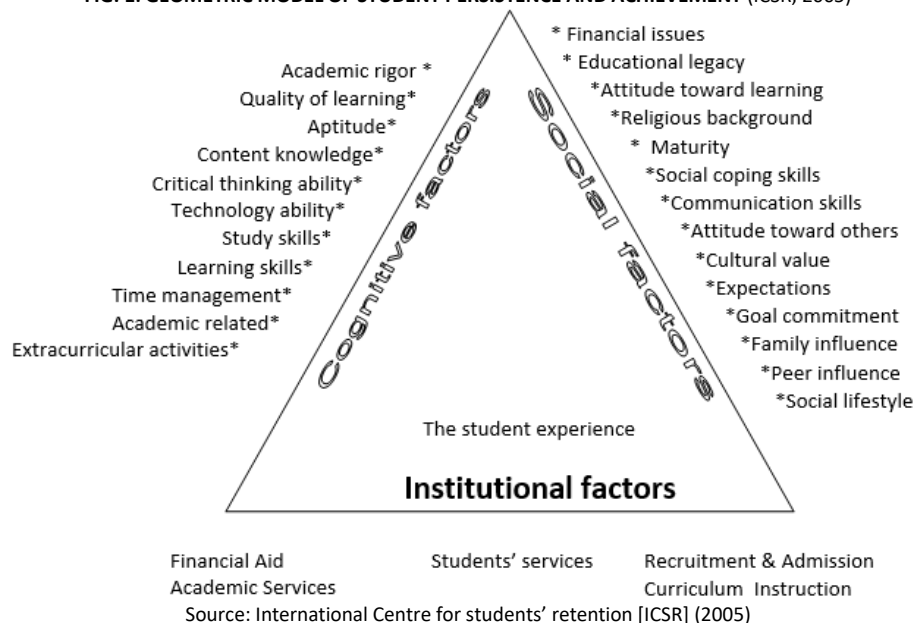 FIG. 1: GEOMETRIC MODEL OF STUDENT PERSISTENCE AND ACHIEVEMENT (ICSR, 2005)
Academic rigor *
Quality of learning*
Aptitude*
Content knowledge*
Critical thinking ability*
Technology ability*
Study skills*
Learning skills*
Time management*
Academic related*
Extracurricular activities*
Cognitive factors
Social factors
* Financial issues
* Educational legacy
*Attitude toward learning
*Religious background
* Maturity
*Social coping skills
*Communication skills
*Attitude toward others
*Cultural value
*Expectations
*Goal commitment
*Family influence
*Peer influence
*Social lifestyle
The student experience
Institutional factors
Financial Aid
Academic Services
Students’ services
Recruitment & Admission
Curriculum Instruction
Source: International Centre for students’ retention [ICSR] (2005)